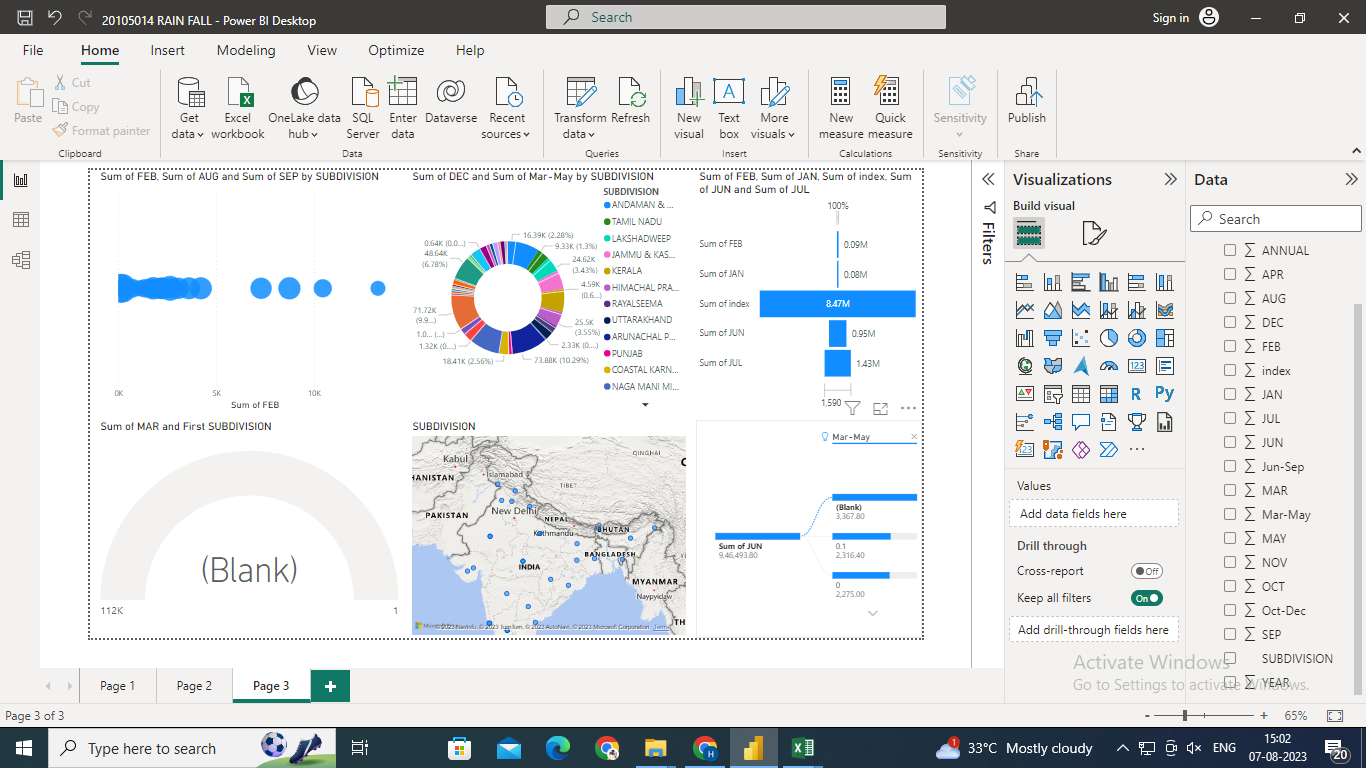 20105014 RAIN FALL - Power BI Desktop
Search
Sign in
File Home Insert Modeling View Optimize Help
Paste
Cut
Copy
Format painter
Clipboard
Get data
Excel workbook
OneLake data hub
SQL Server
Enter data
Dataverse
Recent sources
Data
Transform data
Refresh
Queries
New visual
Text box
More visuals
Insert
New measure
Quick measure
Calculations
Sensitivity
Sensitivity
Publish
Share
Sum of FEB, Sum of AUG and Sum of SEP by SUBDIVISION
0K 5K 10K
Sum of FEB
Sum of DEC and Sum of Mar-May by SUBDIVISION
16.39K (2.28%)
9.33K (1.3%)
24.62K
(3.43%)
4.59K
(0.6...)
25.5K
(3.55%)
2.33K (0....)
73.88K (10.29%)
18.41K (2.56%)
1.32K (0....)
1.0... (...)
71.72K
(9.9...)
48.64K
(6.78%)
0.64K (0.0...)
SUBDIVISION
ANDAMAN & ...
TAMIL NADU
LAKSHADWEEP
JAMMU & KAS...
KERALA
HIMACHAL PRA...
RAYALSEEMA
UTTARAKHAND
ARUNACHAL P...
PUNJAB
COASTAL KARN...
NAGA MANI MI...
Sum of FEB, Sum of JAN, Sum of index, Sum
of JUN and Sum of JUL
100%
Sum of FEB 0.09M
Sum of JAN 0.08M
Sum of index 8.47M
Sum of JUN 0.95M
Sum of JUL 1.43M
1,590
Sum of MAR and First SUBDIVISION
(Blank)
112K 1
SUBDIVISION
Kabul
Islamabad
QINGHAI
TIBET
PAKISTAN
New Delhi
NEPAL
Kathmandu
BHUTAN
BANGLADESH
INDIA
MYANMAR
Naypyidaw
© 2023 TomTom, © 2023 AutoNavi, © 2023 Microsoft Corporation Terms
Mar-May
(Blank)
3,367.80
Sum of JUN
9,46,493.80
0.1
2,316.40
0
2,275.00
Filters
Visualizations
Build visual
R
Py
123
Values
Add data fields here
Drill through
Cross-report Off
Keep all filters On
Add drill-through fields here
Data
Search
ANNUAL
APR
AUG
DEC
FEB
index
JAN
JUL
JUN
Jun-Sep
MAR
Mar-May
MAY
NOV
OCT
Oct-Dec
SEP
SUBDIVISION
YEAR
Activate Windows
Go to Settings to activate Windows.
Page 1 Page 2 Page 3 +
Page 3 of 3
- + 65%
Type here to search
1
33°C Mostly cloudy
ENG
15:02
07-08-2023
20